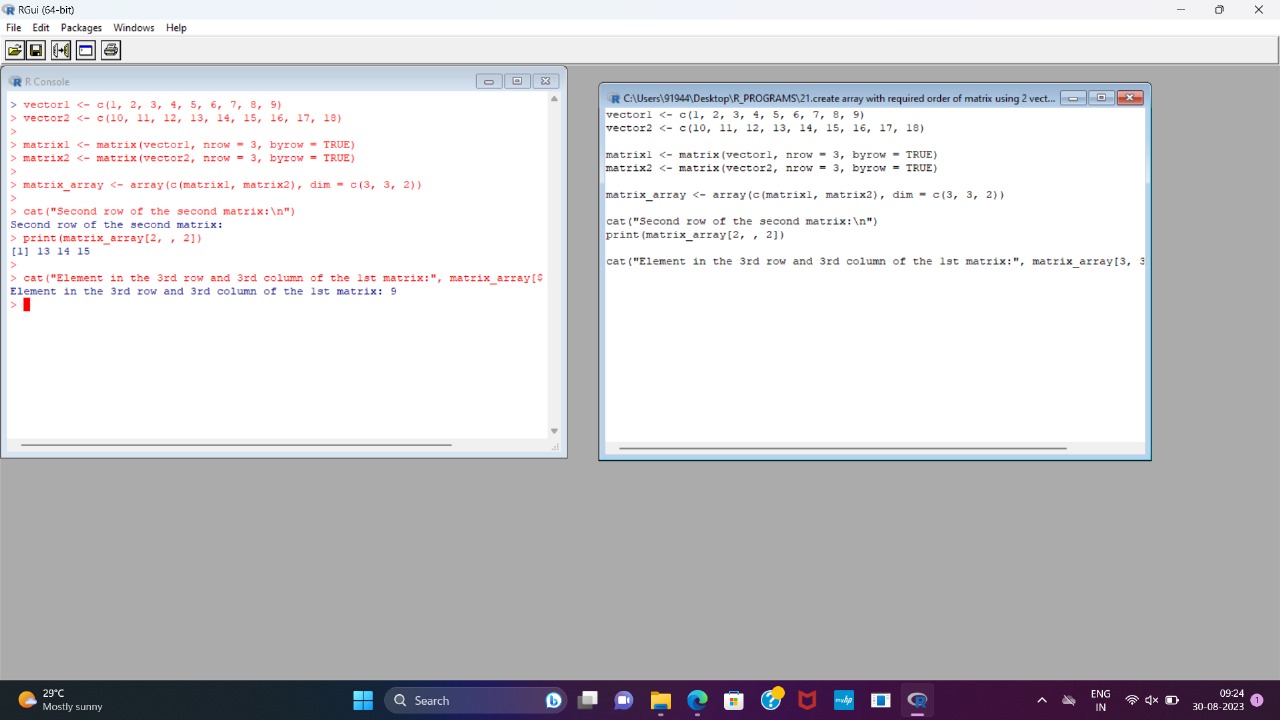 RGui (64-bit)
File Edit Packages Windows Help
R Console
> vector1 <- c(1, 2, 3, 4, 5, 6, 7, 8, 9)
> vector2 <- c(10, 11, 12, 13, 14, 15, 16, 17, 18)
>
> matrix1 <- matrix(vector1, nrow = 3, byrow = TRUE)
> matrix2 <- matrix(vector2, nrow = 3, byrow = TRUE)
>
> matrix_array <- array(c(matrix1, matrix2), dim = c(3, 3, 2))
>
> cat("Second row of the second matrix:\n")
Second row of the second matrix:
> print(matrix_array[2, , 2])
[1] 13 14 15
>
> cat("Element in the 3rd row and 3rd column of the 1st matrix:", matrix_array[$
Element in the 3rd row and 3rd column of the 1st matrix: 9
>
C:\Users\91944\Desktop\R_PROGRAMS\21.create array with required order of matrix using 2 vect...
vector1 <- c(1, 2, 3, 4, 5, 6, 7, 8, 9)
vector2 <- c(10, 11, 12, 13, 14, 15, 16, 17, 18)
matrix1 <- matrix(vector1, nrow = 3, byrow = TRUE)
matrix2 <- matrix(vector2, nrow = 3, byrow = TRUE)
matrix_array <- array(c(matrix1, matrix2), dim = c(3, 3, 2))
cat("Second row of the second matrix:\n")
print(matrix_array[2, , 2])
cat("Element in the 3rd row and 3rd column of the 1st matrix:", matrix_array[3, 3
29°C
Mostly sunny
Search
myhp
ENG
IN
09:24
30-08-2023
1